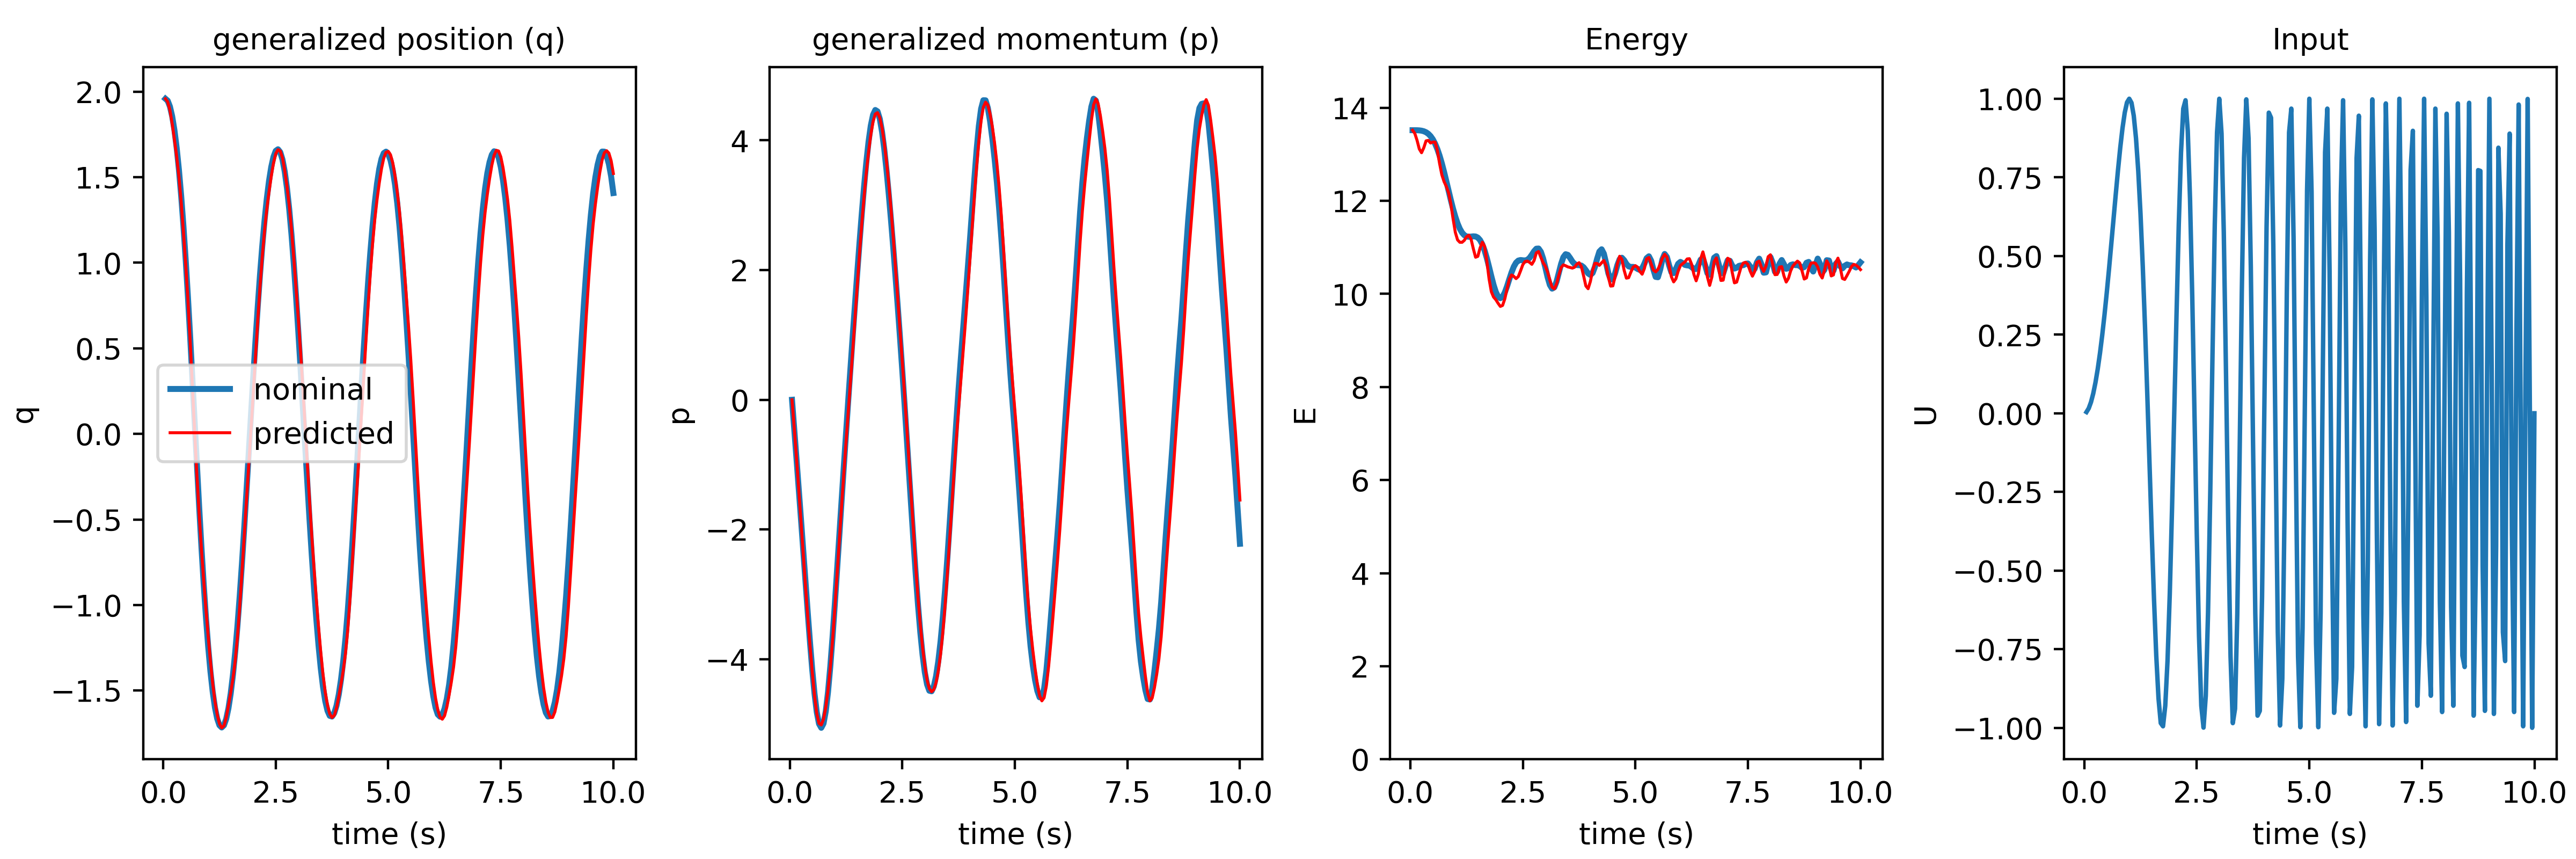 generalized position (q)
2.0
1.5
1.0
0.5
0.0
−0.5
−1.0
−1.5
q
nominal
predicted
0.0 2.5 5.0 7.5 10.0
time (s)
generalized momentum (p)
4
2
0
−2
−4
p
0.0 2.5 5.0 7.5 10.0
time (s)
Energy
14
12
10
8
6
4
2
0
E
0.0 2.5 5.0 7.5 10.0
time (s)
Input
1.00
0.75
0.50
0.25
0.00
−0.25
−0.50
−0.75
−1.00
U
0.0 2.5 5.0 7.5 10.0
time (s)